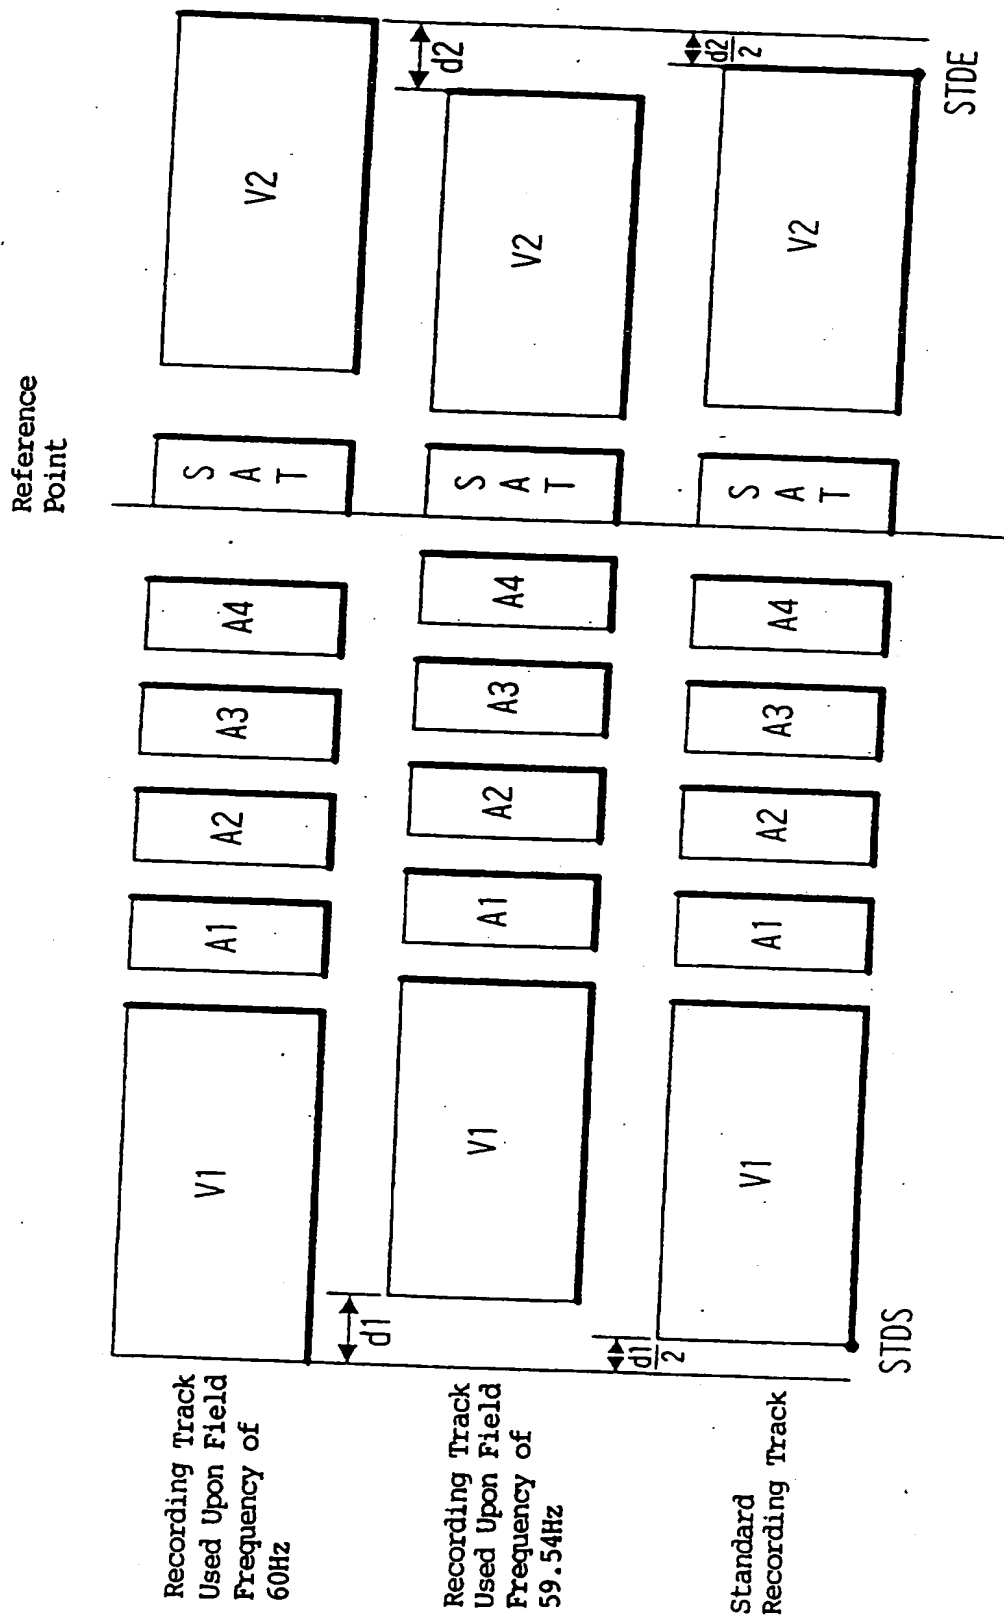 Reference
Point
Recording Track
Used Upon Field
Frequency of
60Hz
V1
A1
A2
A3
A4
S
A
T
V2
d1
d2
Recording Track
Used Upon Field
Frequency of
59.54Hz
V1
A1
A2
A3
A4
S
A
T
V2
d1
2
d2
2
Standard
Recording Track
V1
A1
A2
A3
A4
S
A
T
V2
STDS
STDE